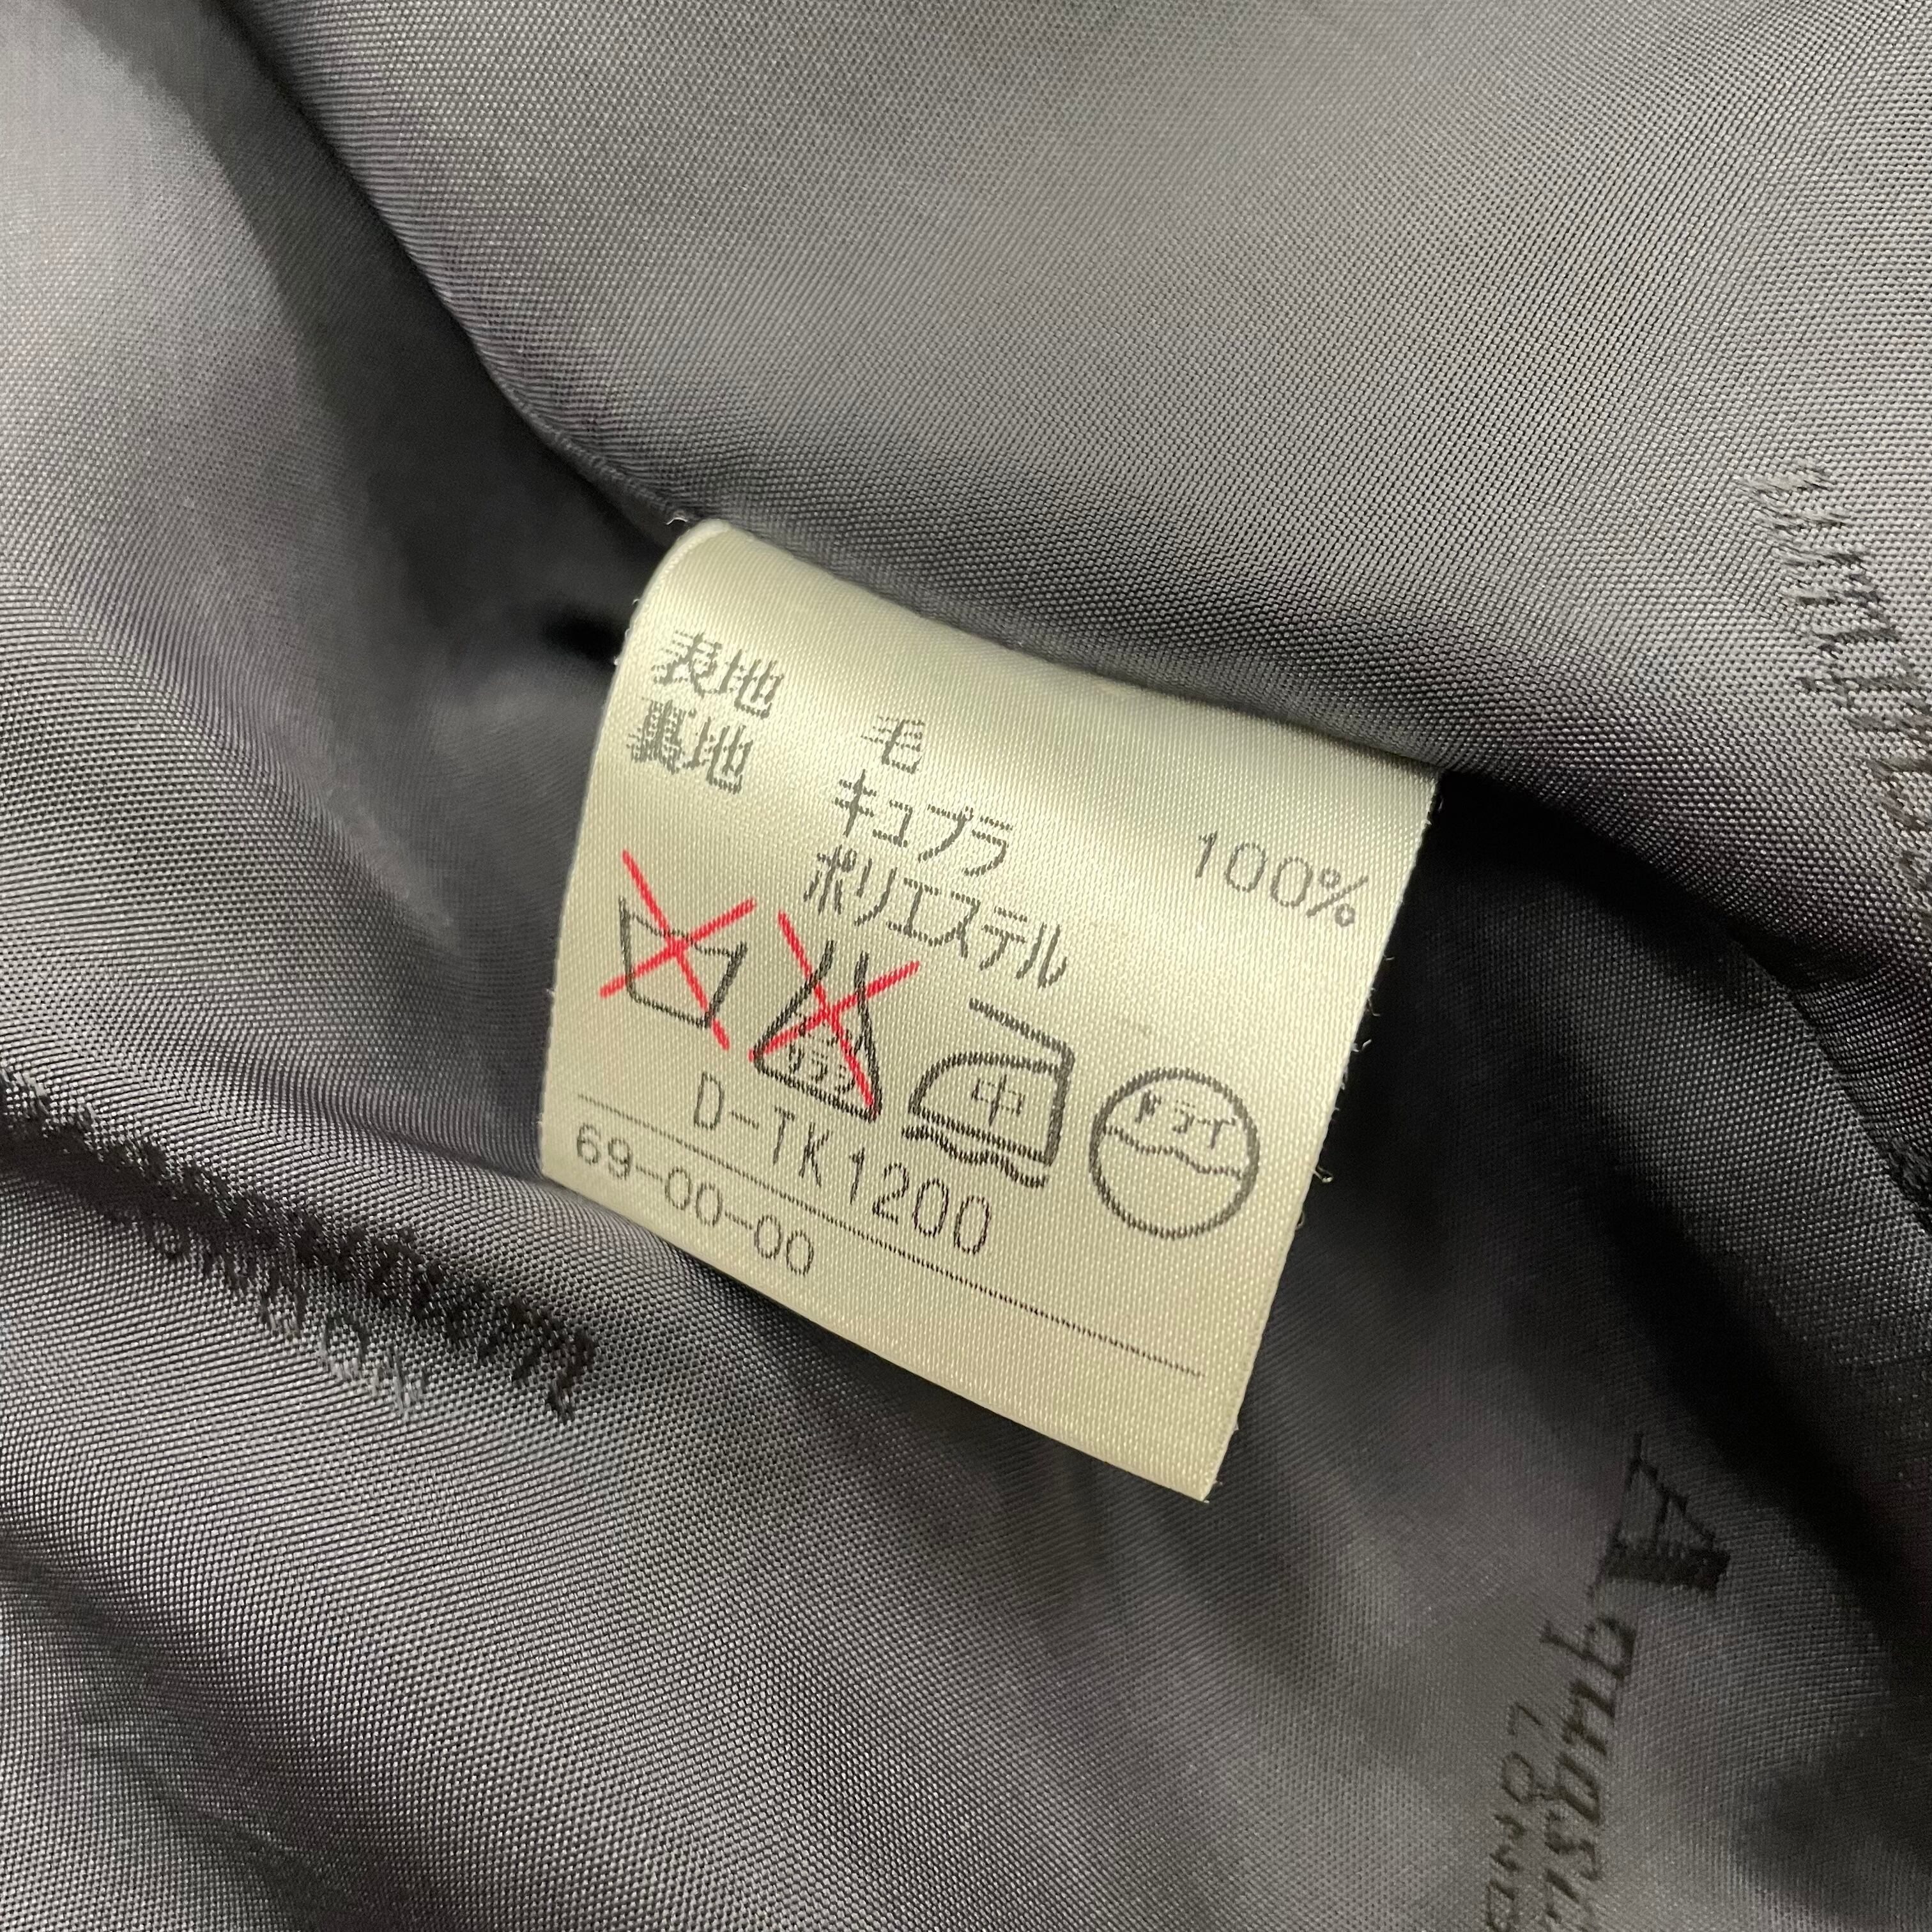 表地 毛 100%
裏地 キュプラ
ポリエステル
中
ドライ
D-TK1200
69-00-00